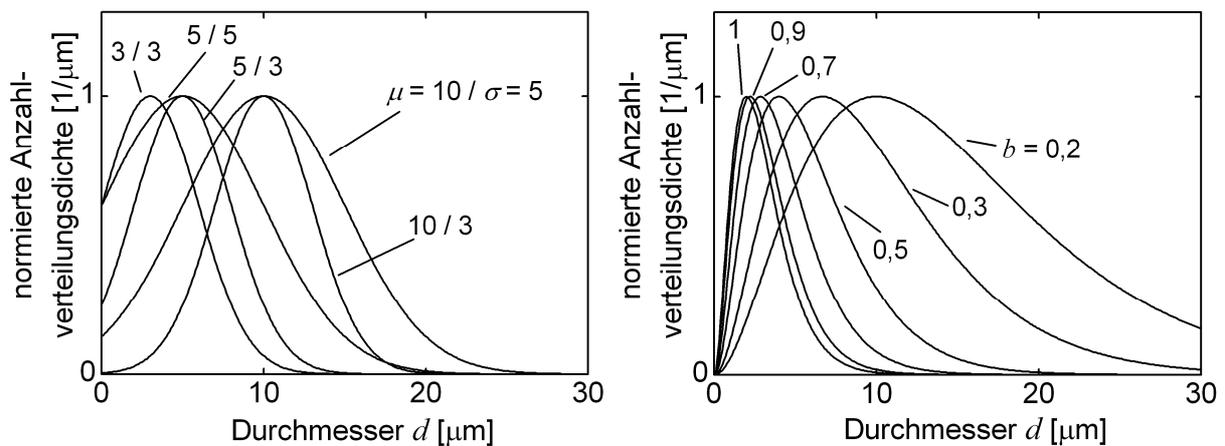 normierte Anzahl-
verteilungsdichte [1/μm]
1
0
3 / 3
5 / 5
5 / 3
μ = 10 / σ = 5
10 / 3
0
10
20
30
Durchmesser d [μm]
normierte Anzahl-
verteilungsdichte [1/μm]
1
0
1
0,9
0,7
b = 0,2
0,3
0,5
0
10
20
30
Durchmesser d [μm]